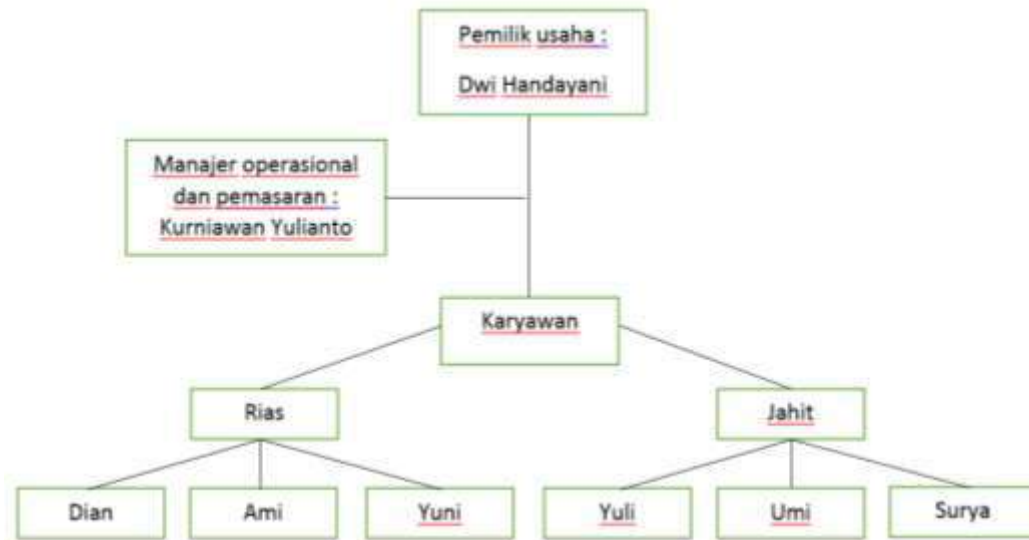 Pemilik usaha :
Dwi Handayani
Manajer operasional
dan pemasaran :
Kurniawan Yulianto
Karyawan
Rias
Jahit
Dian
Ami
Yuni
Yuli
Umi
Surya